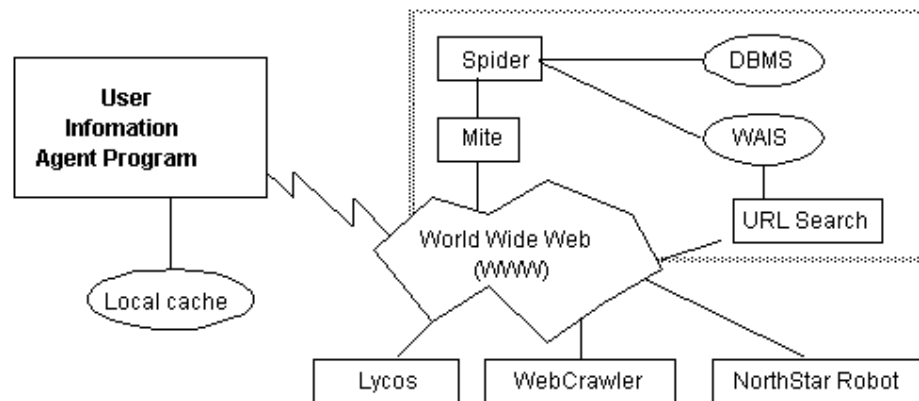 User
Infomation
Agent Program
Local cache
Spider
DBMS
Mite
WAIS
URL Search
World Wide Web
(WWW)
Lycos
WebCrawler
NorthStar Robot